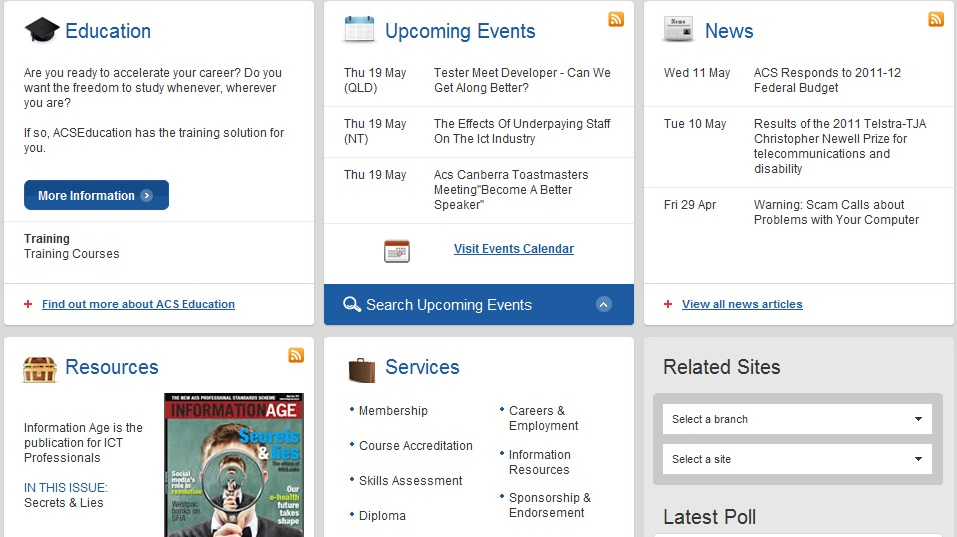 Education
Are you ready to accelerate your career? Do you
want the freedom to study whenever, wherever
you are?
If so, ACSEducation has the training solution for
you.
More Information
Training
Training Courses
Find out more about ACS Education
Upcoming Events
Thu 19 May
(QLD)
Tester Meet Developer - Can We
Get Along Better?
Thu 19 May
(NT)
The Effects Of Underpaying Staff
On The Ict Industry
Thu 19 May
Acs Canberra Toastmasters
Meeting"Become A Better
Speaker"
Visit Events Calendar
Search Upcoming Events
News
News
Wed 11 May
ACS Responds to 2011-12
Federal Budget
Tue 10 May
Results of the 2011 Telstra-TJA
Christopher Newell Prize for
telecommunications and
disability
Fri 29 Apr
Warning: Scam Calls about
Problems with Your Computer
View all news articles
Resources
Information Age is the
publication for ICT
Professionals
IN THIS ISSUE:
Secrets & Lies
THE NEW ACS PROFESSIONAL STANDARDS SCHEME
INFORMATIONAGE
Secrets
& lies
The ethics of
WikiLeaks
Social
media's
role in
revolution
Westpac
banks on
SFIA
Our
e-health
future
takes
shape
Services
Membership
Course Accreditation
Skills Assessment
Diploma
Careers &
Employment
Information
Resources
Sponsorship &
Endorsement
Related Sites
Select a branch
Select a site
Latest Poll